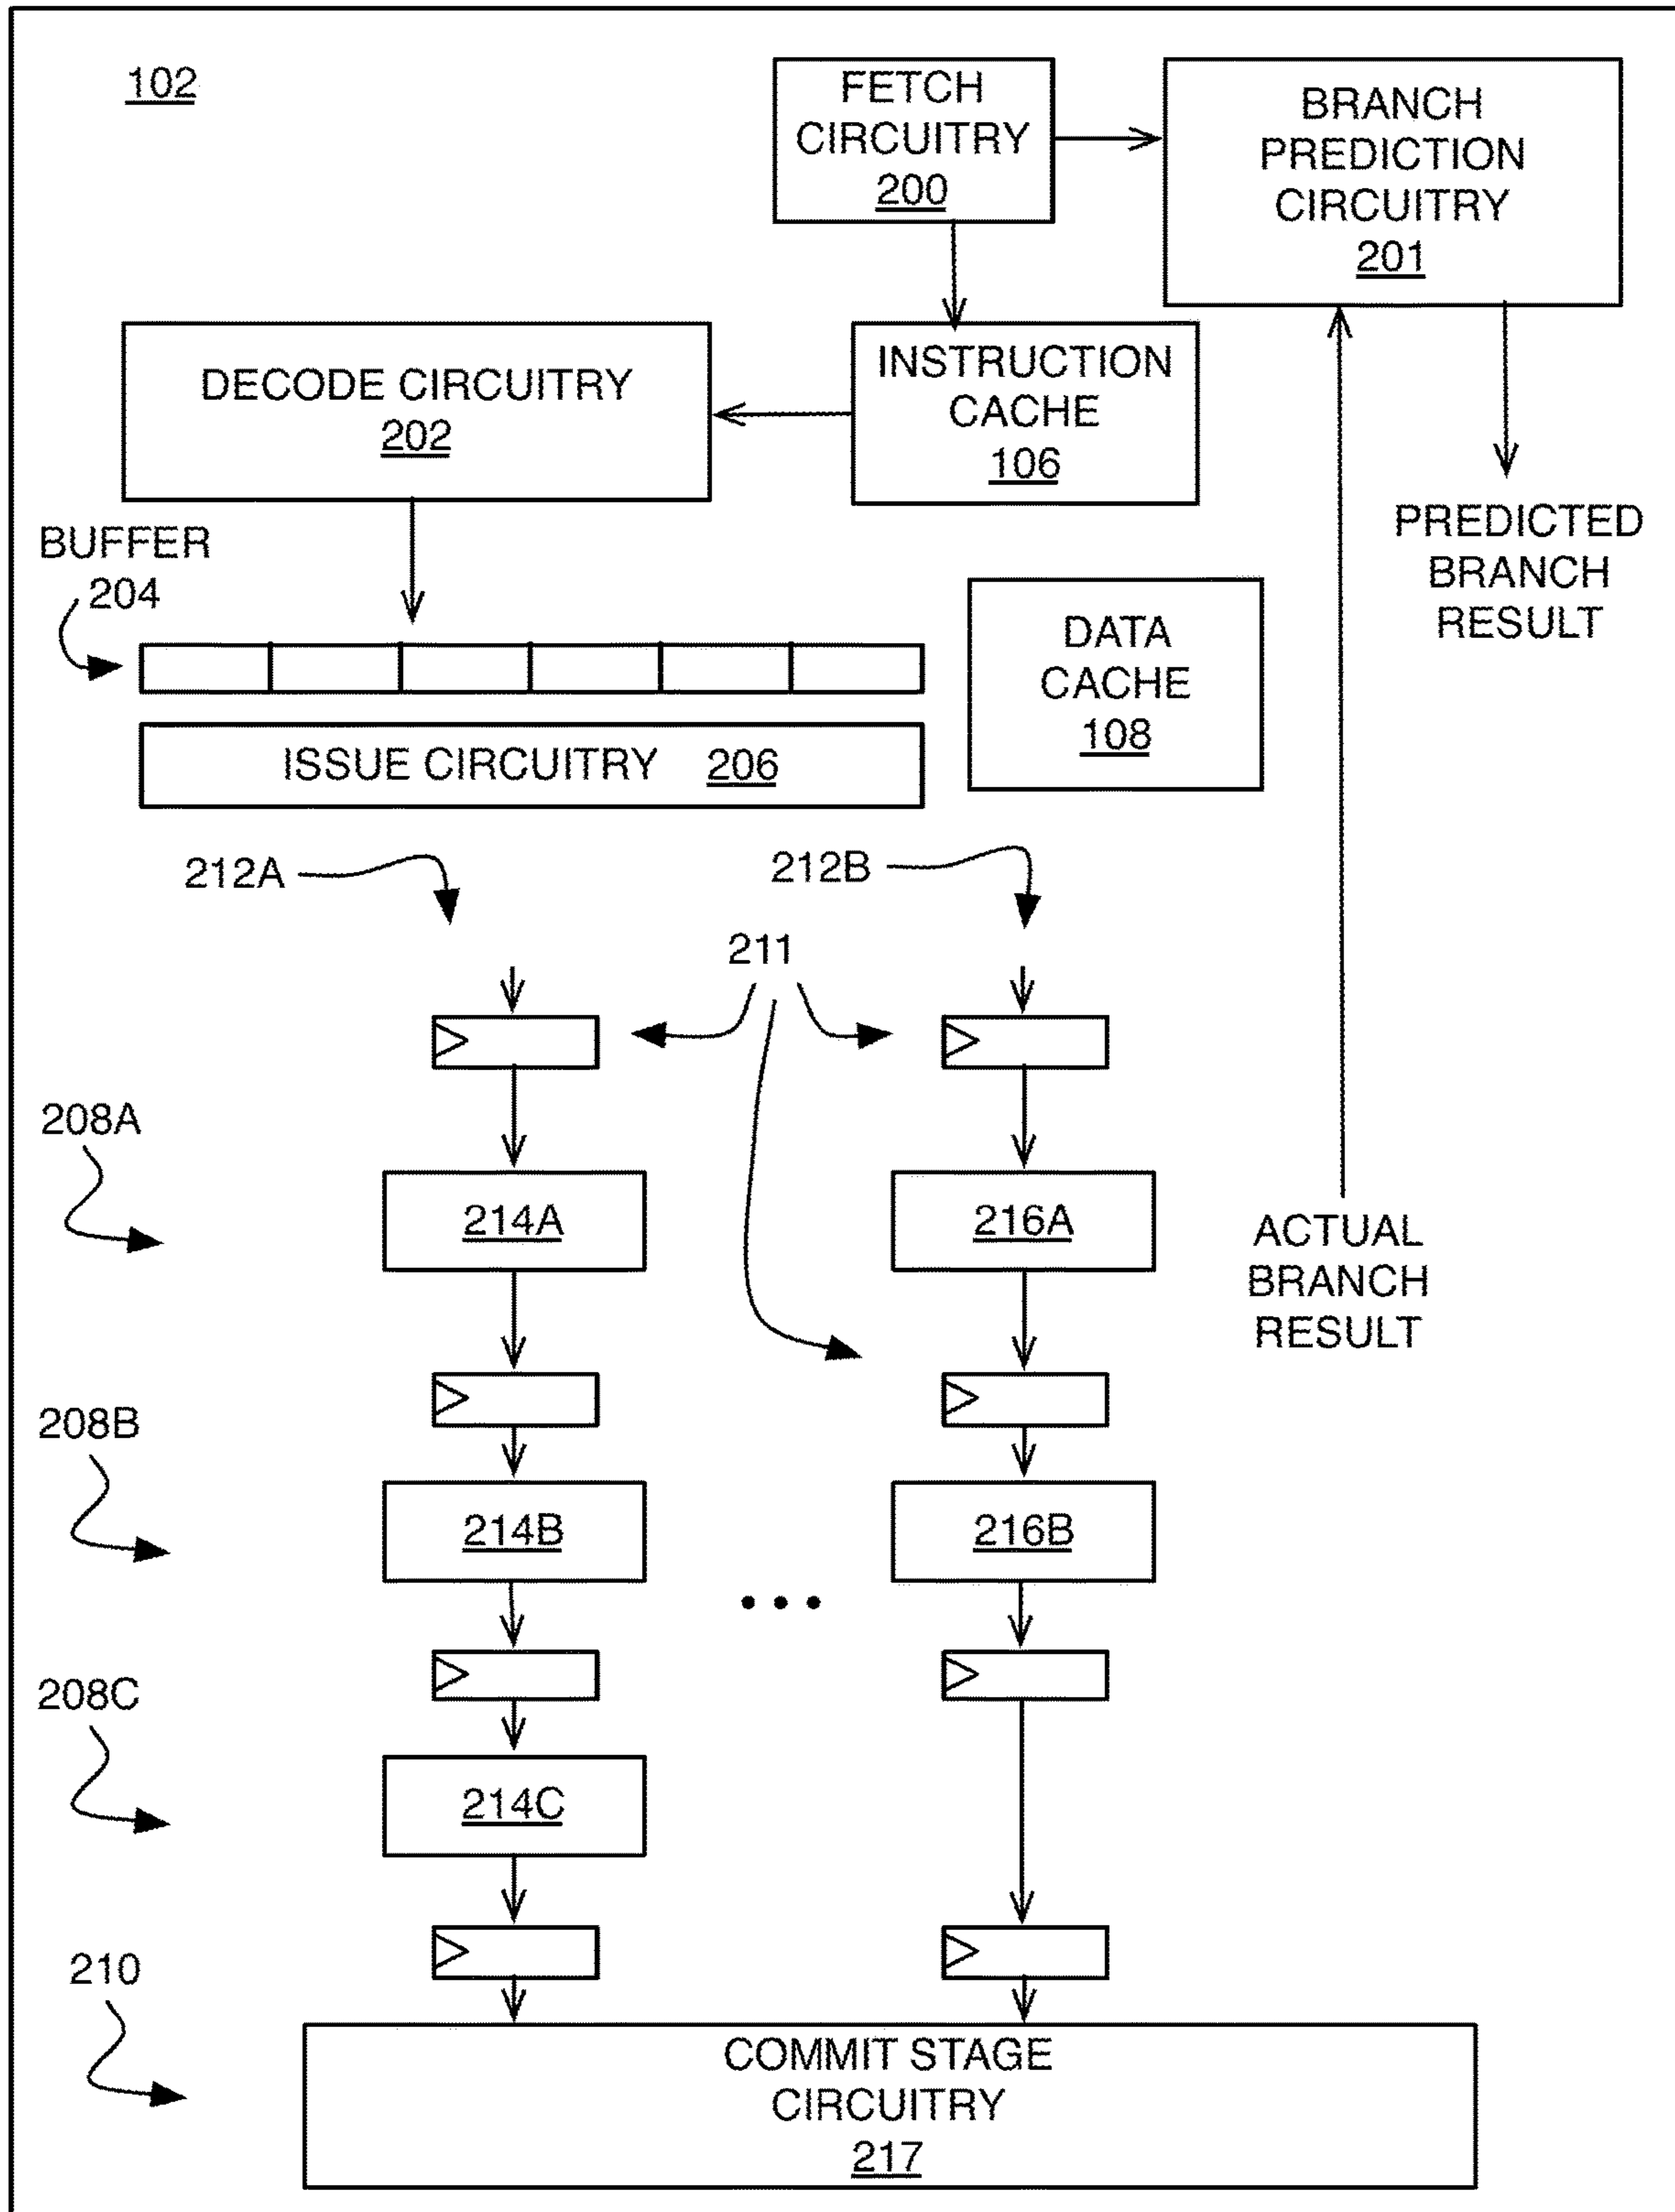 102
FETCH
CIRCUITRY
200
BRANCH
PREDICTION
CIRCUITRY
201
DECODE CIRCUITRY
202
INSTRUCTION
CACHE
106
PREDICTED
BRANCH
RESULT
BUFFER
204
DATA
CACHE
108
ISSUE CIRCUITRY 206
212A
212B
211
208A
214A
216A
ACTUAL
BRANCH
RESULT
208B
214B
216B
...
208C
214C
210
COMMIT STAGE
CIRCUITRY
217